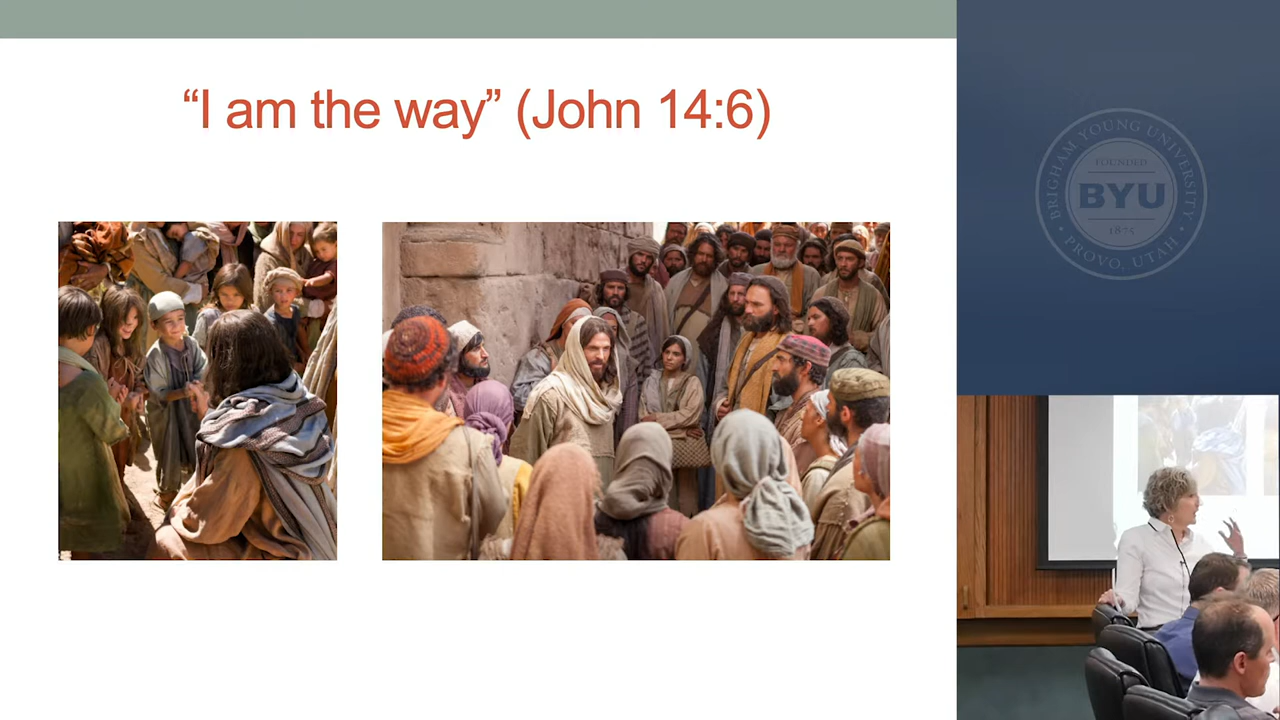 “I am the way” (John 14:6)
BRIGHAM YOUNG UNIVERSITY
FOUNDED
BYU
1875
PROVO, UTAH